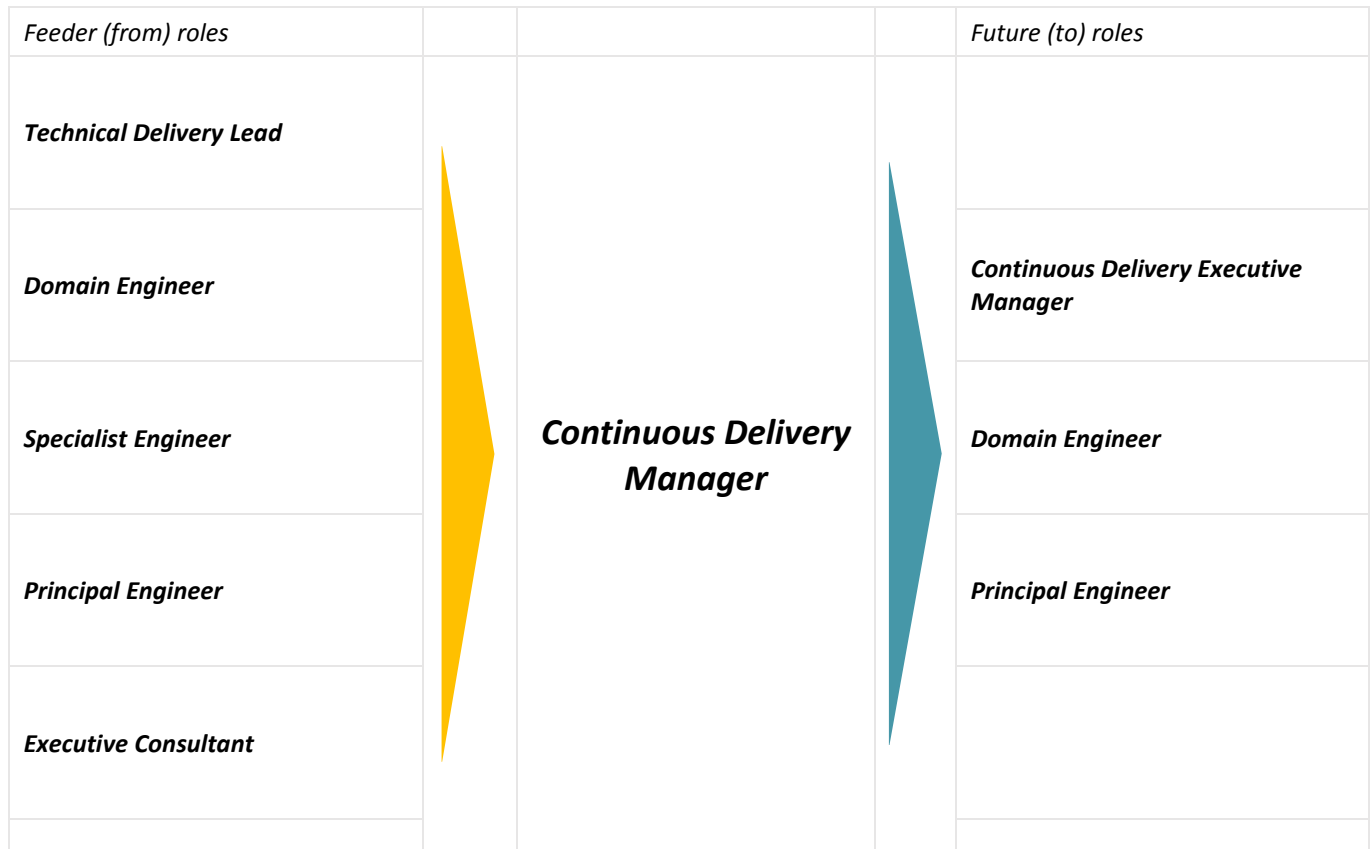 Feeder (from) roles
Future (to) roles
Technical Delivery Lead
Domain Engineer
Continuous Delivery Executive
Manager
Specialist Engineer
Continuous Delivery
Manager
Domain Engineer
Principal Engineer
Principal Engineer
Executive Consultant